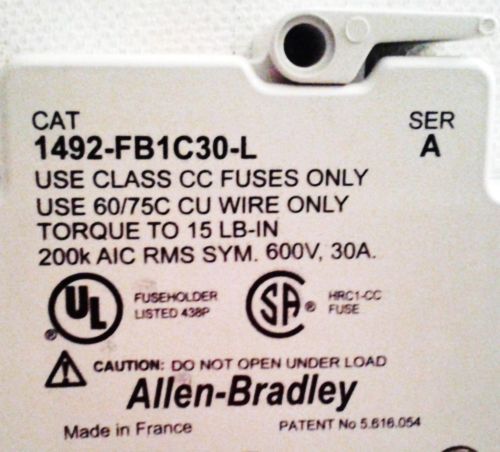 CAT
SER
1492-FB1C30-L
A
USE CLASS CC FUSES ONLY
USE 60/75C CU WIRE ONLY
TORQUE TO 15 LB-IN
200k AIC RMS SYM. 600V, 30A.
UL ®
FUSEHOLDER
LISTED 438P
SA ®
HRC1-CC
FUSE
CAUTION: DO NOT OPEN UNDER LOAD
Allen-Bradley
Made in France
PATENT No 5.616.054